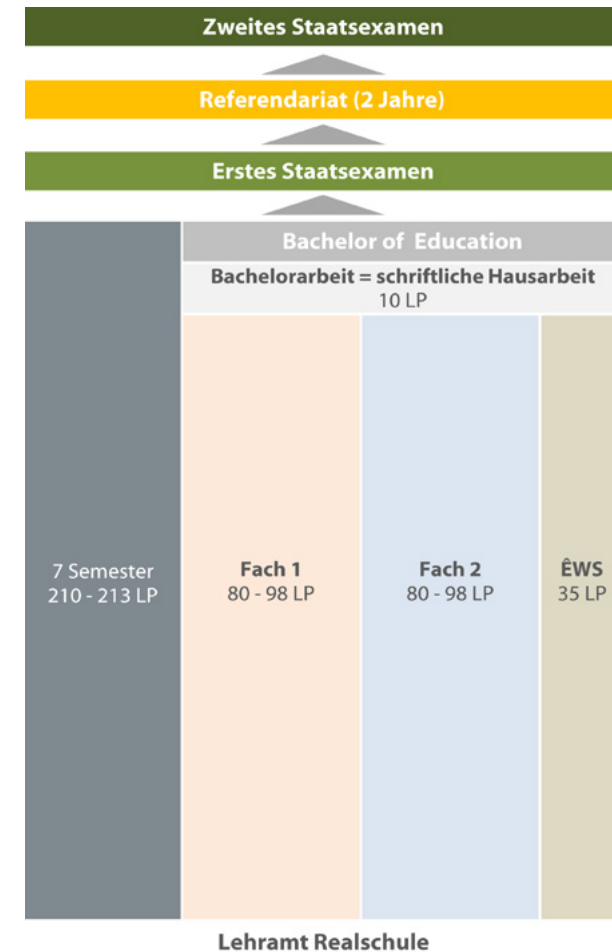 Zweites Staatsexamen
Referendariat (2 Jahre)
Erstes Staatsexamen
Bachelor of Education
Bachelorarbeit = schriftliche Hausarbeit
10 LP
7 Semester
210 - 213 LP
Fach 1
80 - 98 LP
Fach 2
80 - 98 LP
ÊWS
35 LP
Lehramt Realschule